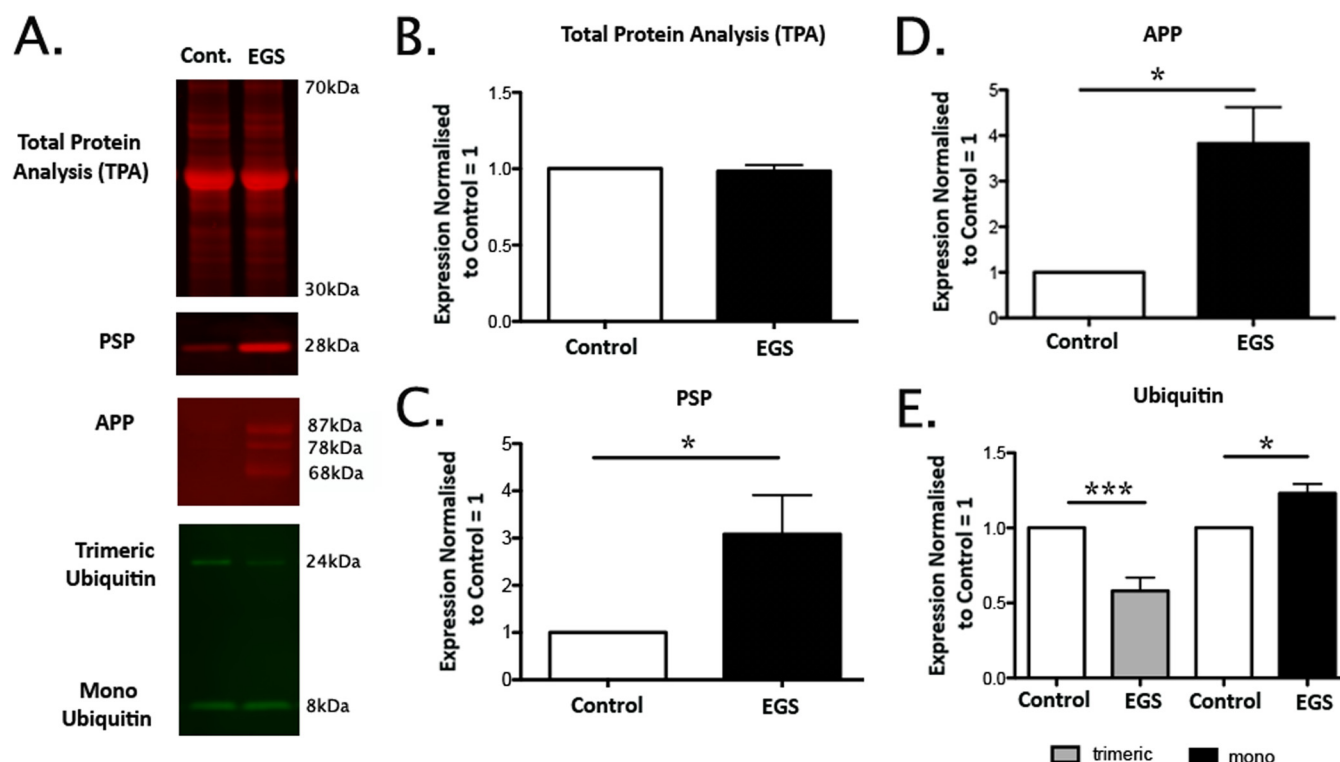 A.
Cont. EGS
70kDa
Total Protein
Analysis (TPA)
30kDa
PSP
28kDa
APP
87kDa
78kDa
68kDa
Trimeric
Ubiquitin
24kDa
Mono
Ubiquitin
8kDa
B.
Total Protein Analysis (TPA)
Expression Normalised
to Control = 1
1.5
1.0
0.5
0.0
Control EGS
C.
PSP
Expression Normalised
to Control = 1
5
4
3
2
1
0
*
Control EGS
D.
APP
Expression Normalised
to Control = 1
5
4
3
2
1
0
*
Control EGS
E.
Ubiquitin
Expression Normalised
to Control = 1
1.5
1.0
0.5
0.0
***
*
Control EGS Control EGS
trimeric mono